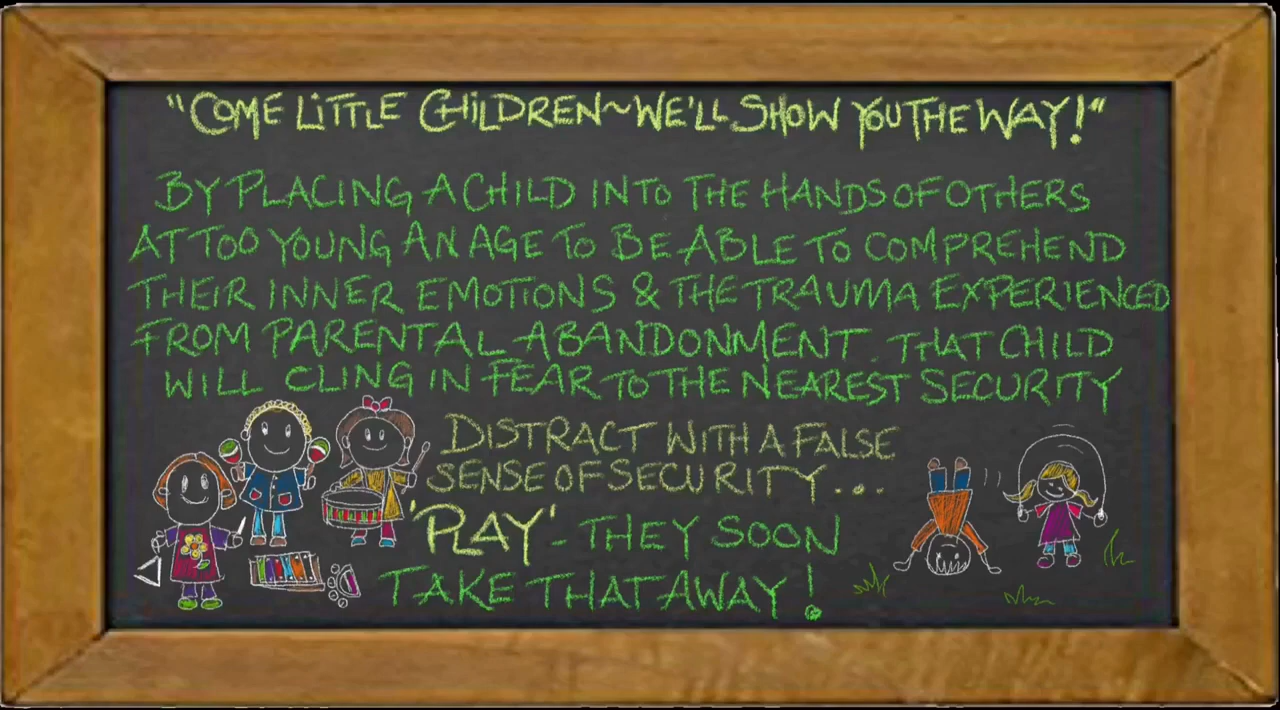 "COME LITTLE CHILDREN~WE'LL SHOW YOU THE WAY!"
BY PLACING A CHILD INTO THE HANDS OF OTHERS
AT TOO YOUNG AN AGE TO BE ABLE TO COMPREHEND
THEIR INNER EMOTIONS & THE TRAUMA EXPERIENCED
FROM PARENTAL ABANDONMENT - THAT CHILD
WILL CLING IN FEAR TO THE NEAREST SECURITY
DISTRACT WITH A FALSE
SENSE OF SECURITY...
'PLAY' - THEY SOON
TAKE THAT AWAY!